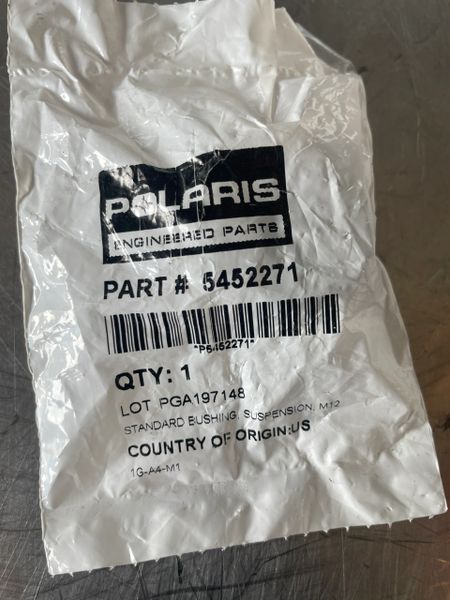 POLARIS
ENGINEERED PARTS
PART # 5452271
*P5452271*
QTY: 1
LOT PGA197148
STANDARD BUSHING, SUSPENSION, M12
COUNTRY OF ORIGIN:US
1G-A4-M1